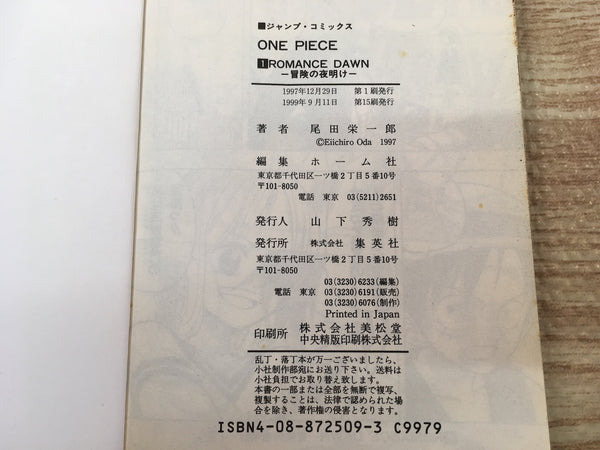 ■ジャンプ・コミックス
ONE PIECE
1 ROMANCE DAWN
―冒険の夜明け―
1997年12月29日 第1刷発行
1999年9月11日 第15刷発行
著者 尾田栄一郎
©Eiichiro Oda 1997
編集 ホーム社
東京都千代田区一ツ橋2丁目5番10号
〒101-8050
電話 東京 03(5211)2651
発行人 山下秀樹
発行所 株式会社 集英社
東京都千代田区一ツ橋2丁目5番10号
〒101-8050
03(3230)6233(編集)
電話 東京 03(3230)6191(販売)
03(3230)6076(制作)
Printed in Japan
印刷所 株式会社美松堂
中央精版印刷株式会社
乱丁・落丁本が万一ございましたら、
小社制作部宛にお送り下さい。送料は
小社負担でお取り替え致します。
本書の一部または全部を無断で複写、
複製することは、法律で認められた場
合を除き、著作権の侵害となります。
ISBN4-08-872509-3 C9979